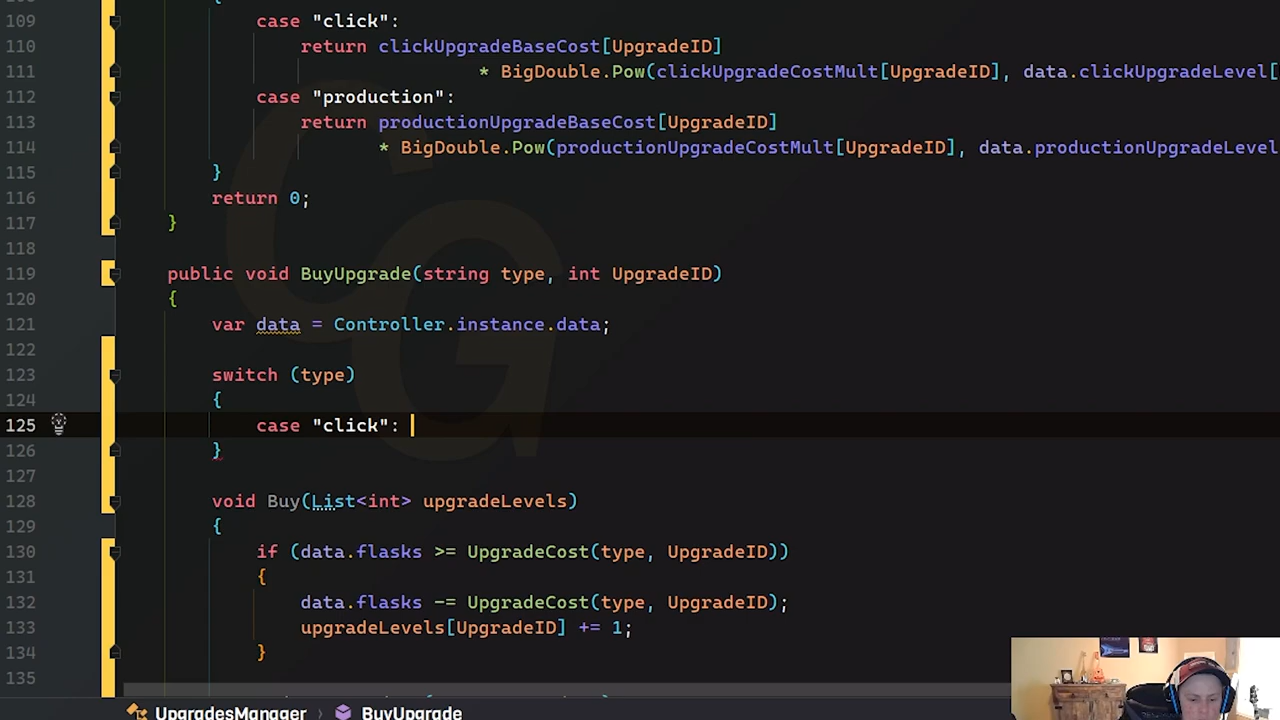 109 case "click":
110 return clickUpgradeBaseCost[UpgradeID]
111 * BigDouble.Pow(clickUpgradeCostMult[UpgradeID], data.clickUpgradeLevel[
112 case "production":
113 return productionUpgradeBaseCost[UpgradeID]
114 * BigDouble.Pow(productionUpgradeCostMult[UpgradeID], data.productionUpgradeLevel
115 }
116 return 0;
117 }
118
119 public void BuyUpgrade(string type, int UpgradeID)
120 {
121 var data = Controller.instance.data;
122
123 switch (type)
124 {
125 case "click":
126 }
127
128 void Buy(List<int> upgradeLevels)
129 {
130 if (data.flasks >= UpgradeCost(type, UpgradeID))
131 {
132 data.flasks -= UpgradeCost(type, UpgradeID);
133 upgradeLevels[UpgradeID] += 1;
134 }
135
UpgradesManager > BuyUpgrade